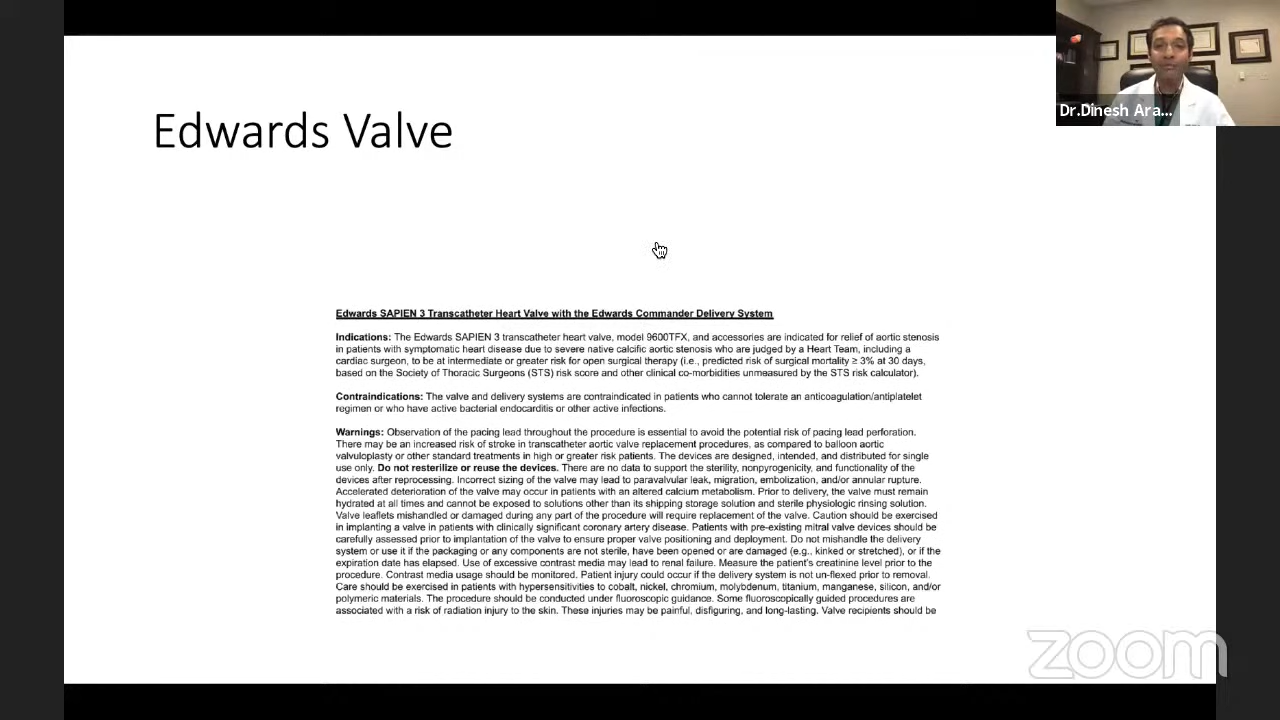 Edwards Valve
Dr.Dinesh Ara...
Edwards SAPIEN 3 Transcatheter Heart Valve with the Edwards Commander Delivery System
Indications: The Edwards SAPIEN 3 transcatheter heart valve, model 9600TFX, and accessories are indicated for relief of aortic stenosis
in patients with symptomatic heart disease due to severe native calcific aortic stenosis who are judged by a Heart Team, including a
cardiac surgeon, to be at intermediate or greater risk for open surgical therapy (i.e., predicted risk of surgical mortality ≥ 3% at 30 days,
based on the Society of Thoracic Surgeons (STS) risk score and other clinical co-morbidities unmeasured by the STS risk calculator).
Contraindications: The valve and delivery systems are contraindicated in patients who cannot tolerate an anticoagulation/antiplatelet
regimen or who have active bacterial endocarditis or other active infections.
Warnings: Observation of the pacing lead throughout the procedure is essential to avoid the potential risk of pacing lead perforation.
There may be an increased risk of stroke in transcatheter aortic valve replacement procedures, as compared to balloon aortic
valvuloplasty or other standard treatments in high or greater risk patients. The devices are designed, intended, and distributed for single
use only. Do not resterilize or reuse the devices. There are no data to support the sterility, nonpyrogenicity, and functionality of the
devices after reprocessing. Incorrect sizing of the valve may lead to paravalvular leak, migration, embolization, and/or annular rupture.
Accelerated deterioration of the valve may occur in patients with an altered calcium metabolism. Prior to delivery, the valve must remain
hydrated at all times and cannot be exposed to solutions other than its shipping storage solution and sterile physiologic rinsing solution.
Valve leaflets mishandled or damaged during any part of the procedure will require replacement of the valve. Caution should be exercised
in implanting a valve in patients with clinically significant coronary artery disease. Patients with pre-existing mitral valve devices should be
carefully assessed prior to implantation of the valve to ensure proper valve positioning and deployment. Do not mishandle the delivery
system or use it if the packaging or any components are not sterile, have been opened or are damaged (e.g., kinked or stretched), or if the
expiration date has elapsed. Use of excessive contrast media may lead to renal failure. Measure the patient's creatinine level prior to the
procedure. Contrast media usage should be monitored. Patient injury could occur if the delivery system is not un-flexed prior to removal.
Care should be exercised in patients with hypersensitivities to cobalt, nickel, chromium, molybdenum, titanium, manganese, silicon, and/or
polymeric materials. The procedure should be conducted under fluoroscopic guidance. Some fluoroscopically guided procedures are
associated with a risk of radiation injury to the skin. These injuries may be painful, disfiguring, and long-lasting. Valve recipients should be
zoom